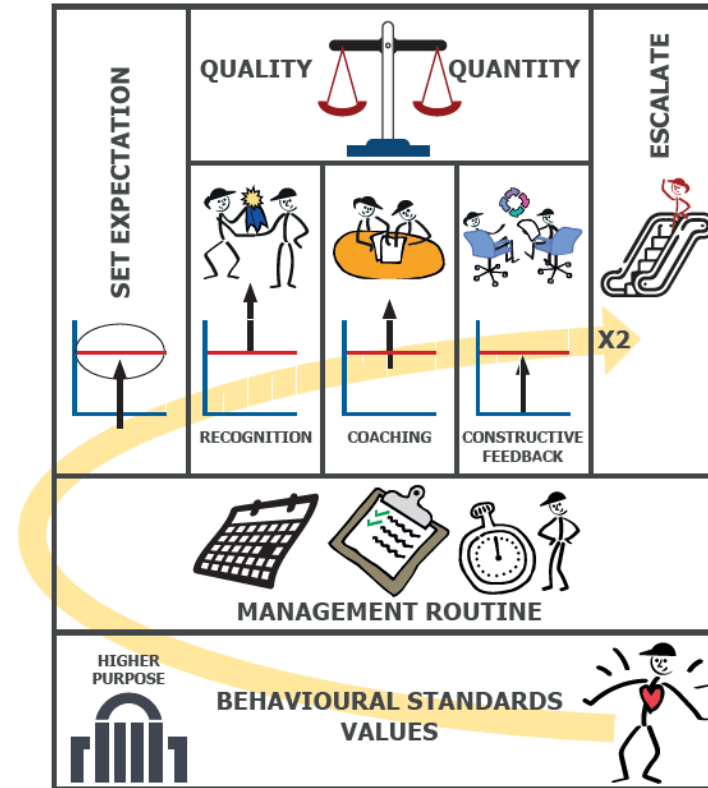 SET EXPECTATION
QUALITY
QUANTITY
ESCALATE
X2
RECOGNITION
COACHING
CONSTRUCTIVE
FEEDBACK
MANAGEMENT ROUTINE
HIGHER
PURPOSE
BEHAVIOURAL STANDARDS
VALUES